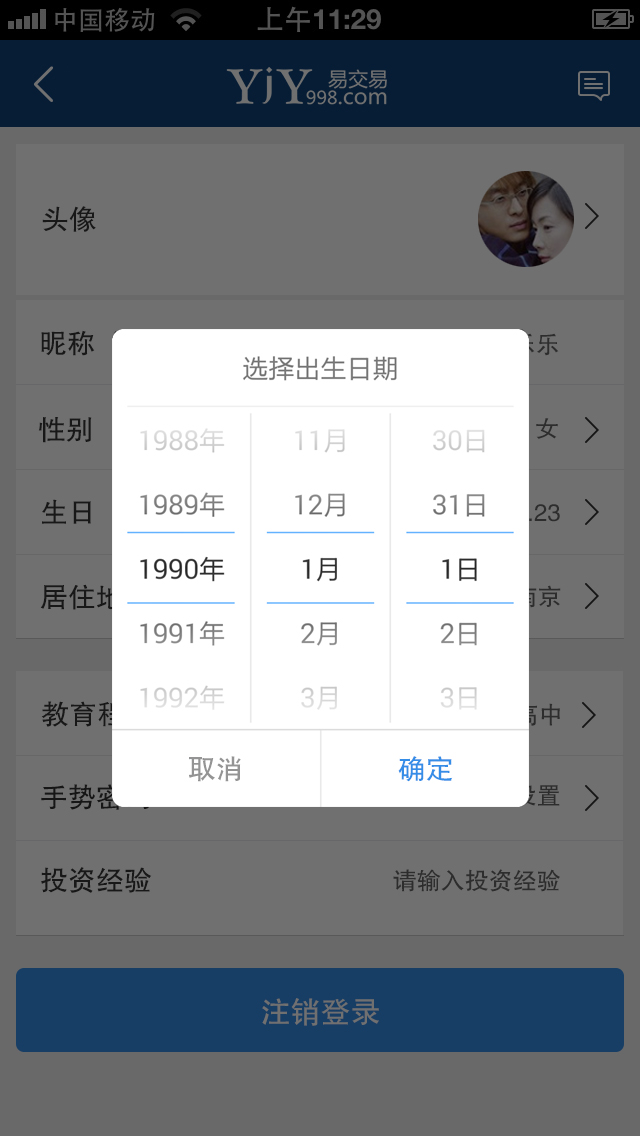 中国移动 上午11:29
YjY易交易
998.com
头像
昵称 乐
选择出生日期
性别 女
1988年 11月 30日
生日 .23
1989年 12月 31日
1990年 1月 1日
居住 京
1991年 2月 2日
1992年 3月 3日
教育程 高中
取消 确定
手势密 设置
投资经验 请输入投资经验
注销登录